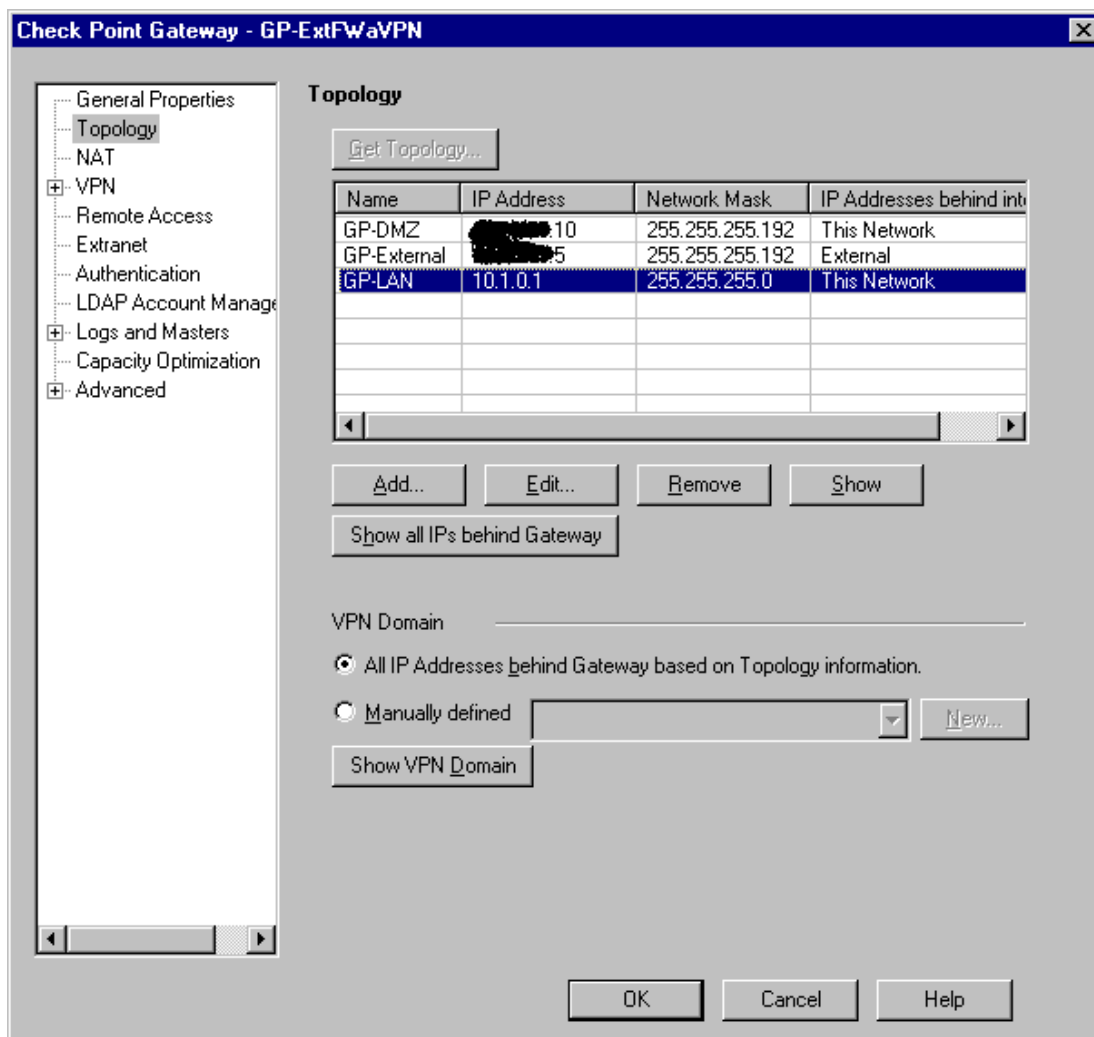 Check Point Gateway - GP-ExtFWaVPN
General Properties
Topology
NAT
VPN
Remote Access
Extranet
Authentication
LDAP Account Manage
Logs and Masters
Capacity Optimization
Advanced
Topology
Get Topology...
Name IP Address Network Mask IP Addresses behind int
GP-DMZ .10 255.255.255.192 This Network
GP-External .5 255.255.255.192 External
GP-LAN 10.1.0.1 255.255.255.0 This Network
Add... Edit... Remove Show
Show all IPs behind Gateway
VPN Domain
All IP Addresses behind Gateway based on Topology information.
Manually defined New...
Show VPN Domain
OK Cancel Help